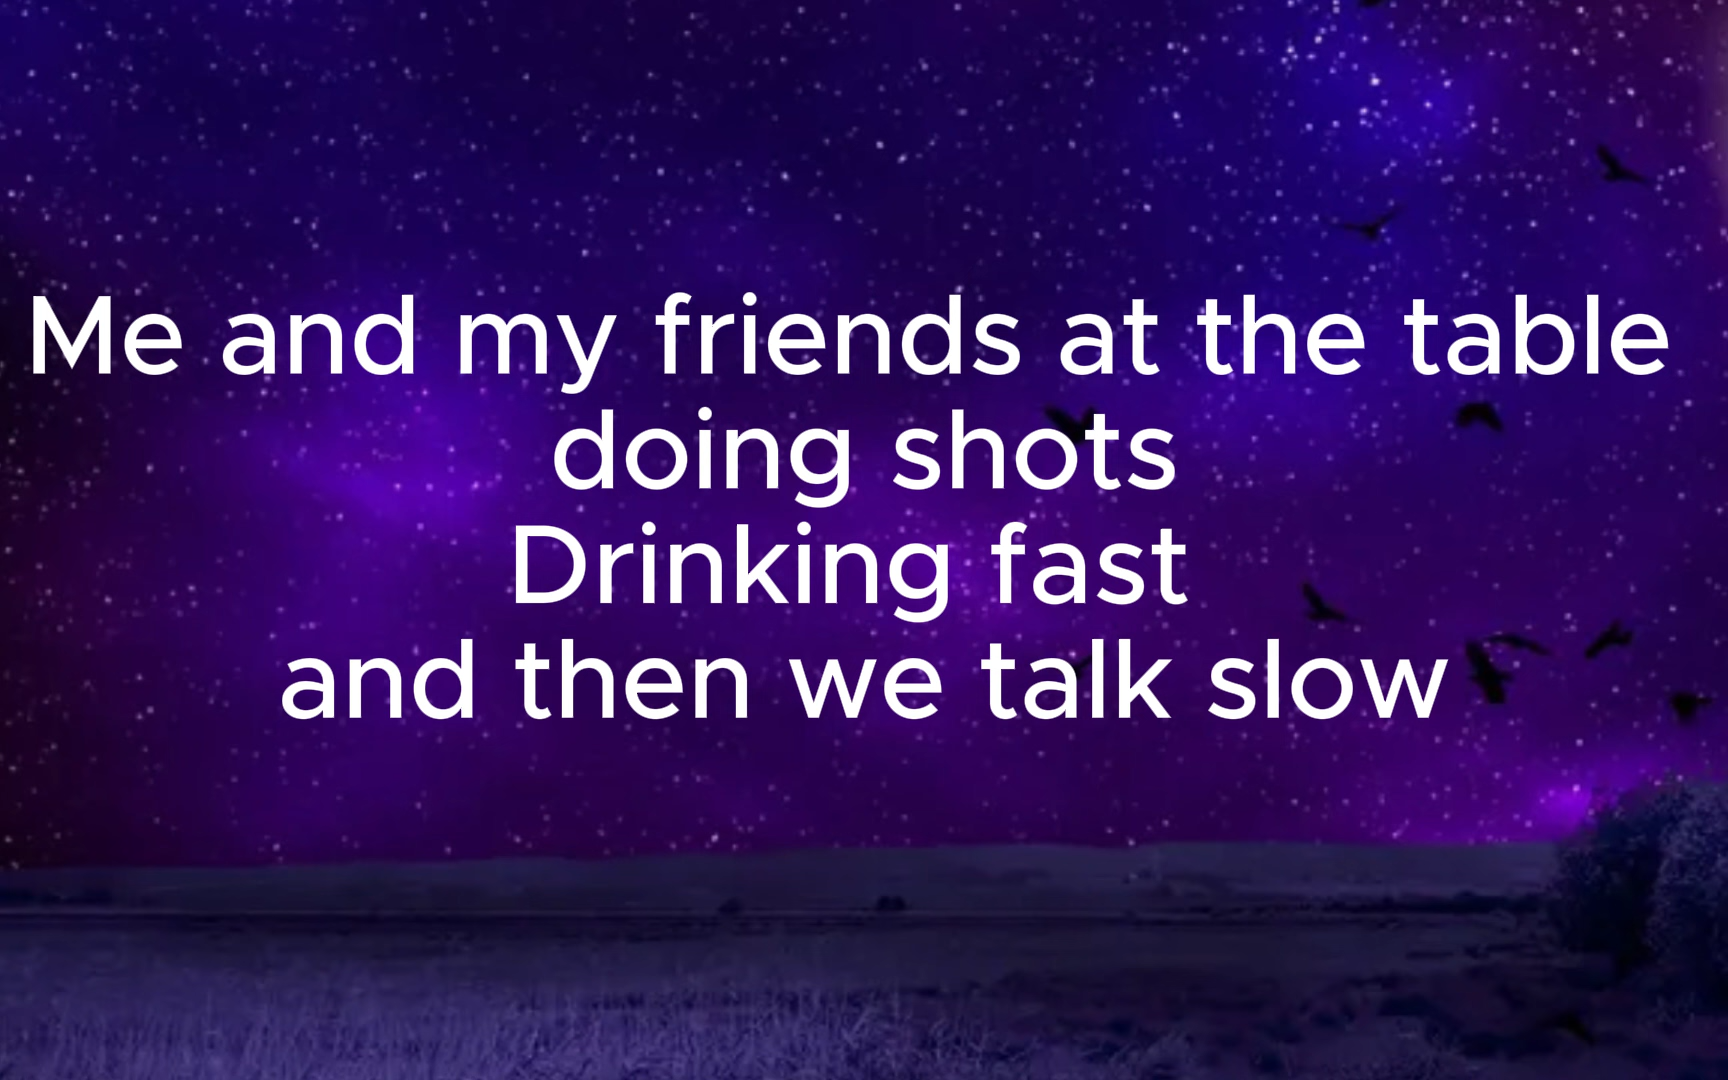 Me and my friends at the table
doing shots
Drinking fast
and then we talk slow